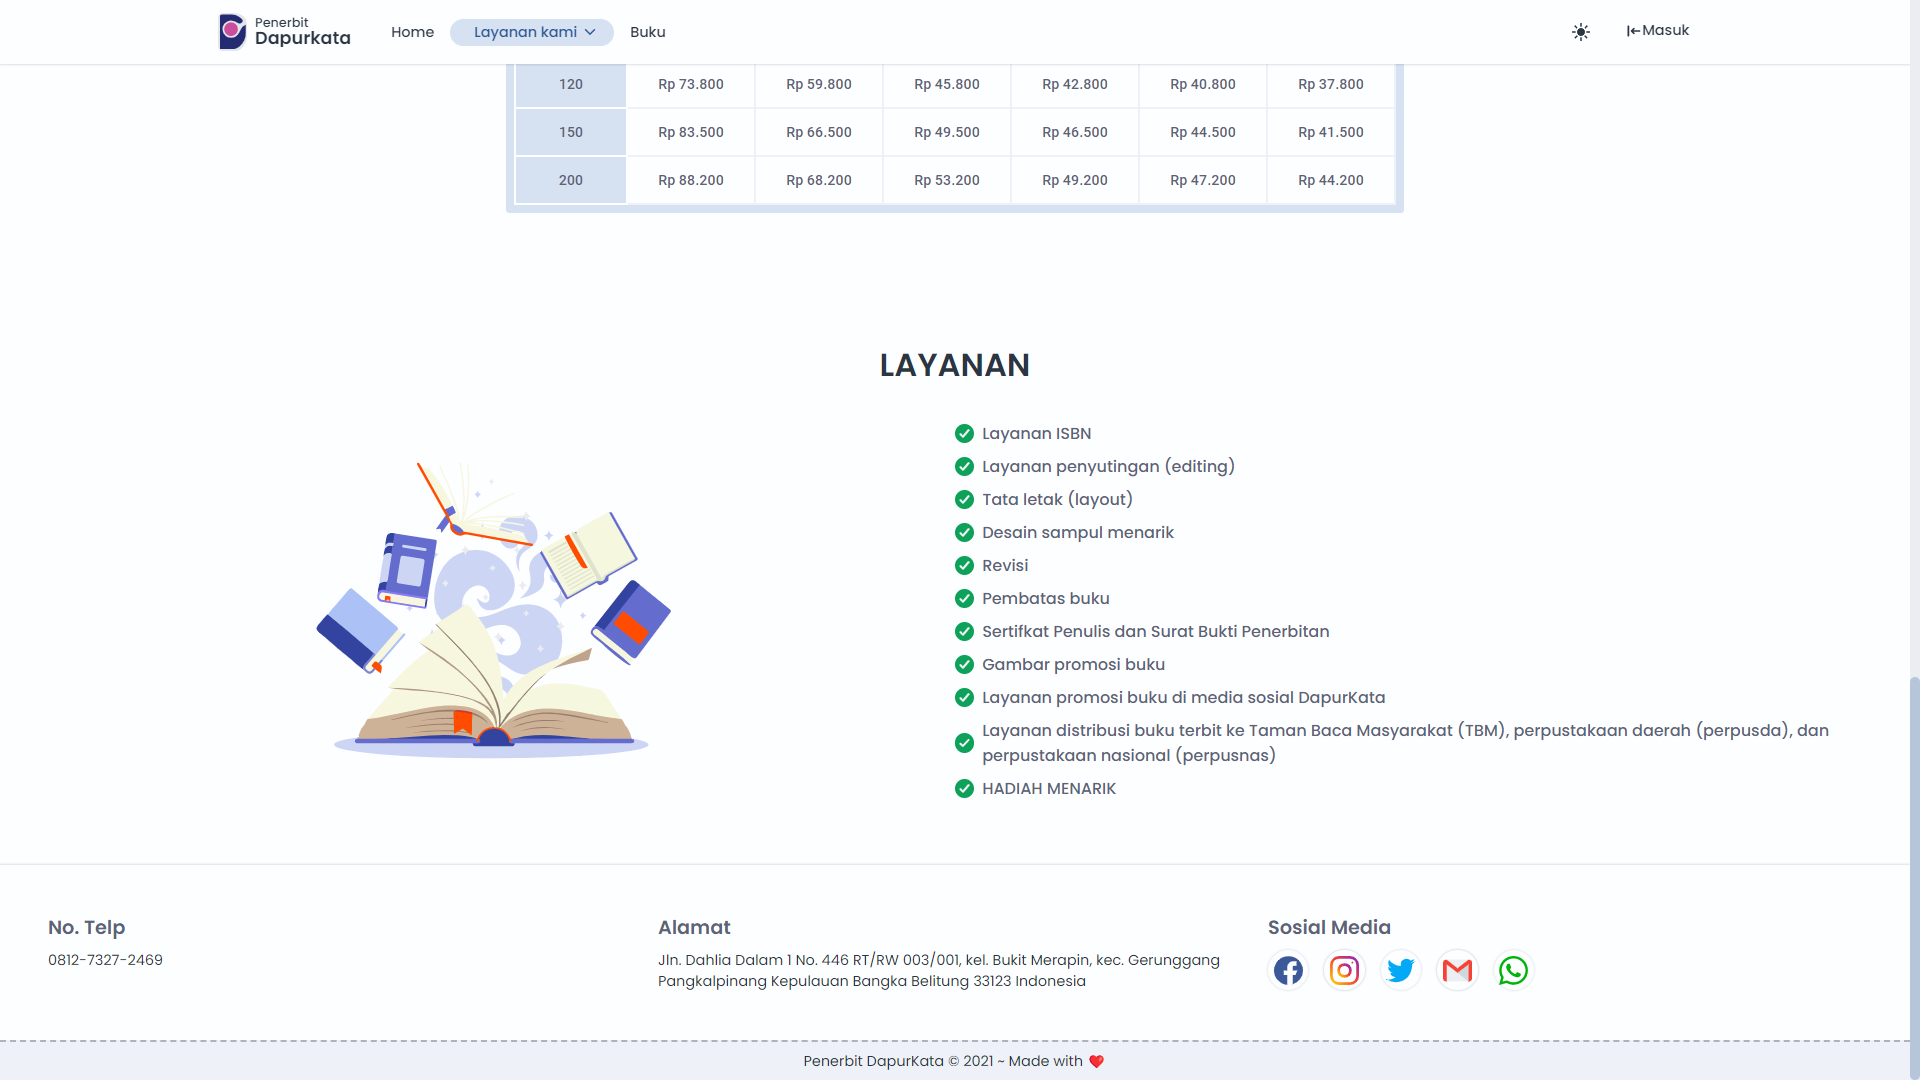 Penerbit
Dapurkata
Home
Layanan kami
Buku
Masuk
120 Rp 73.800 Rp 59.800 Rp 45.800 Rp 42.800 Rp 40.800 Rp 37.800
150 Rp 83.500 Rp 66.500 Rp 49.500 Rp 46.500 Rp 44.500 Rp 41.500
200 Rp 88.200 Rp 68.200 Rp 53.200 Rp 49.200 Rp 47.200 Rp 44.200
LAYANAN
Layanan ISBN
Layanan penyutingan (editing)
Tata letak (layout)
Desain sampul menarik
Revisi
Pembatas buku
Sertifkat Penulis dan Surat Bukti Penerbitan
Gambar promosi buku
Layanan promosi buku di media sosial DapurKata
Layanan distribusi buku terbit ke Taman Baca Masyarakat (TBM), perpustakaan daerah (perpusda), dan
perpustakaan nasional (perpusnas)
HADIAH MENARIK
No. Telp
0812-7327-2469
Alamat
Jln. Dahlia Dalam 1 No. 446 RT/RW 003/001, kel. Bukit Merapin, kec. Gerunggang
Pangkalpinang Kepulauan Bangka Belitung 33123 Indonesia
Sosial Media
Penerbit DapurKata © 2021 ~ Made with ❤️